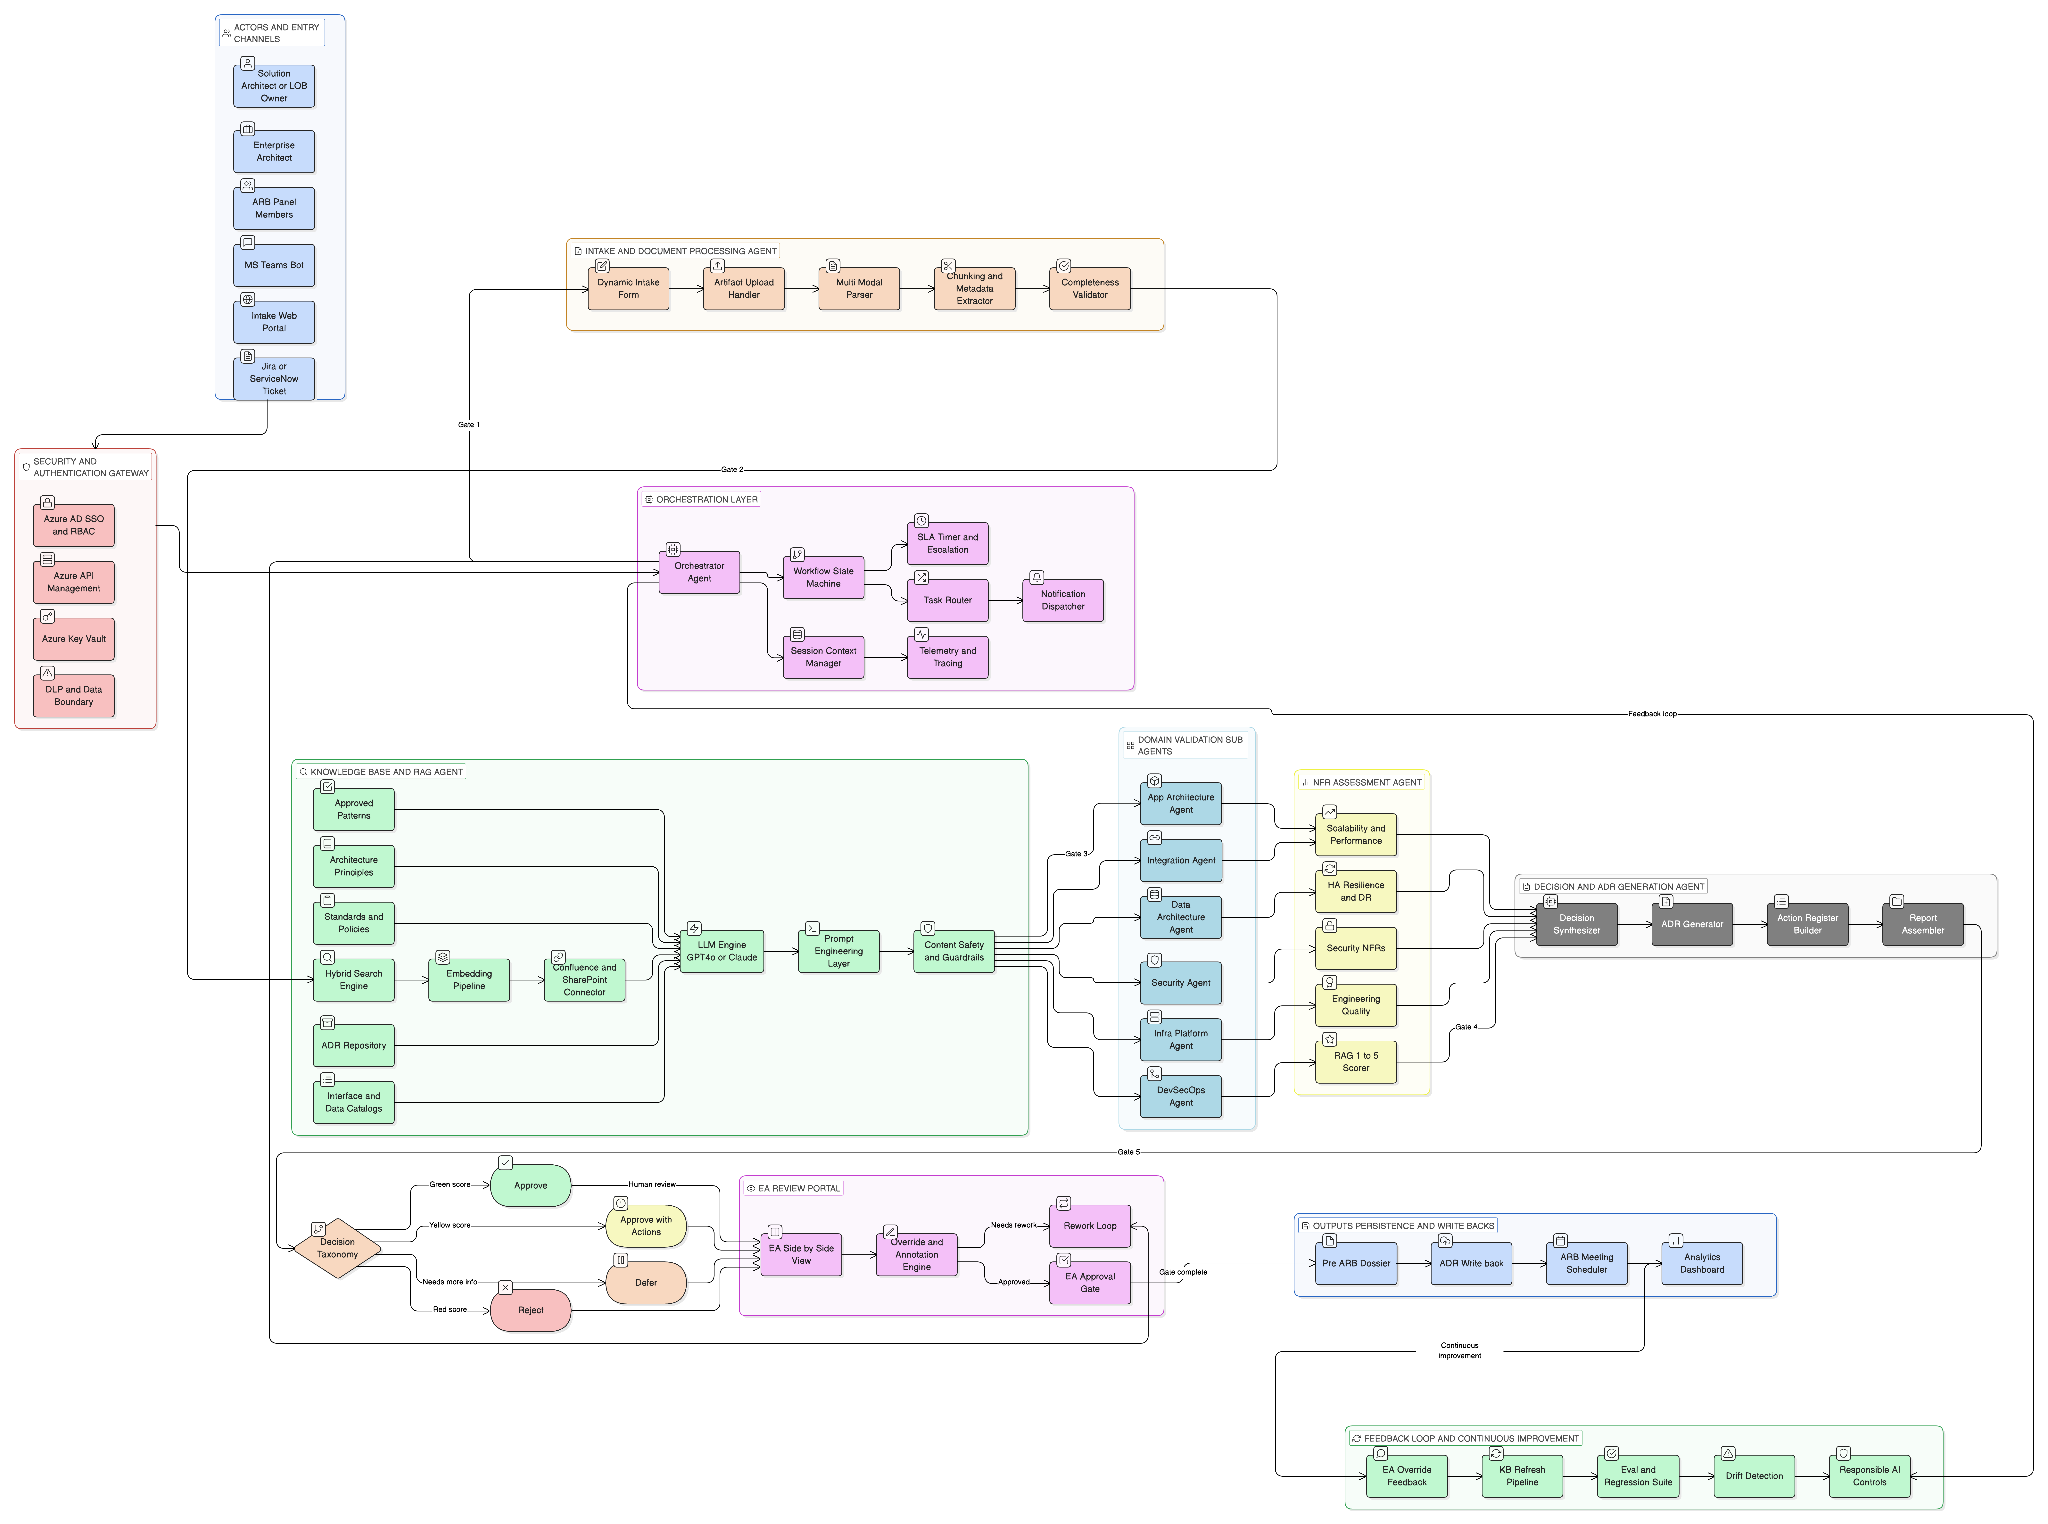 ACTORS AND ENTRY
CHANNELS
Solution
Architect or LOB
Owner
Enterprise
Architect
ARB Panel
Members
MS Teams Bot
Intake Web
Portal
Jira or
ServiceNow
Ticket
INTAKE AND DOCUMENT PROCESSING AGENT
Dynamic Intake
Form
Artifact Upload
Handler
Multi Modal
Parser
Chunking and
Metadata
Extractor
Completeness
Validator
Gate 1
Gate 2
SECURITY AND
AUTHENTICATION GATEWAY
Azure AD SSO
and RBAC
Azure API
Management
Azure Key Vault
DLP and Data
Boundary
ORCHESTRATION LAYER
Orchestrator
Agent
Workflow State
Machine
SLA Timer and
Escalation
Task Router
Notification
Dispatcher
Session Context
Manager
Telemetry and
Tracing
Feedback loop
KNOWLEDGE BASE AND RAG AGENT
Approved
Patterns
Architecture
Principles
Standards and
Policies
Hybrid Search
Engine
Embedding
Pipeline
Confluence and
SharePoint
Connector
ADR Repository
Interface and
Data Catalogs
LLM Engine
GPT4o or Claude
Prompt
Engineering
Layer
Content Safety
and Guardrails
Gate 3
DOMAIN VALIDATION SUB
AGENTS
App Architecture
Agent
Integration Agent
Data
Architecture
Agent
Security Agent
Infra Platform
Agent
DevSecOps
Agent
NFR ASSESSMENT AGENT
Scalability and
Performance
HA Resilience
and DR
Security NFRs
Engineering
Quality
RAG 1 to 5
Scorer
Gate 4
DECISION AND ADR GENERATION AGENT
Decision
Synthesizer
ADR Generator
Action Register
Builder
Report
Assembler
Gate 5
Decision
Taxonomy
Green score
Yellow score
Needs more info
Red score
Approve
Approve with
Actions
Defer
Reject
Human review
EA REVIEW PORTAL
EA Side by Side
View
Override and
Annotation
Engine
Needs rework
Approved
Rework Loop
EA Approval
Gate
Gate complete
OUTPUTS PERSISTENCE AND WRITE BACKS
Pre ARB Dossier
ADR Write back
ARB Meeting
Scheduler
Analytics
Dashboard
Continuous
improvement
FEEDBACK LOOP AND CONTINUOUS IMPROVEMENT
EA Override
Feedback
KB Refresh
Pipeline
Eval and
Regression Suite
Drift Detection
Responsible AI
Controls